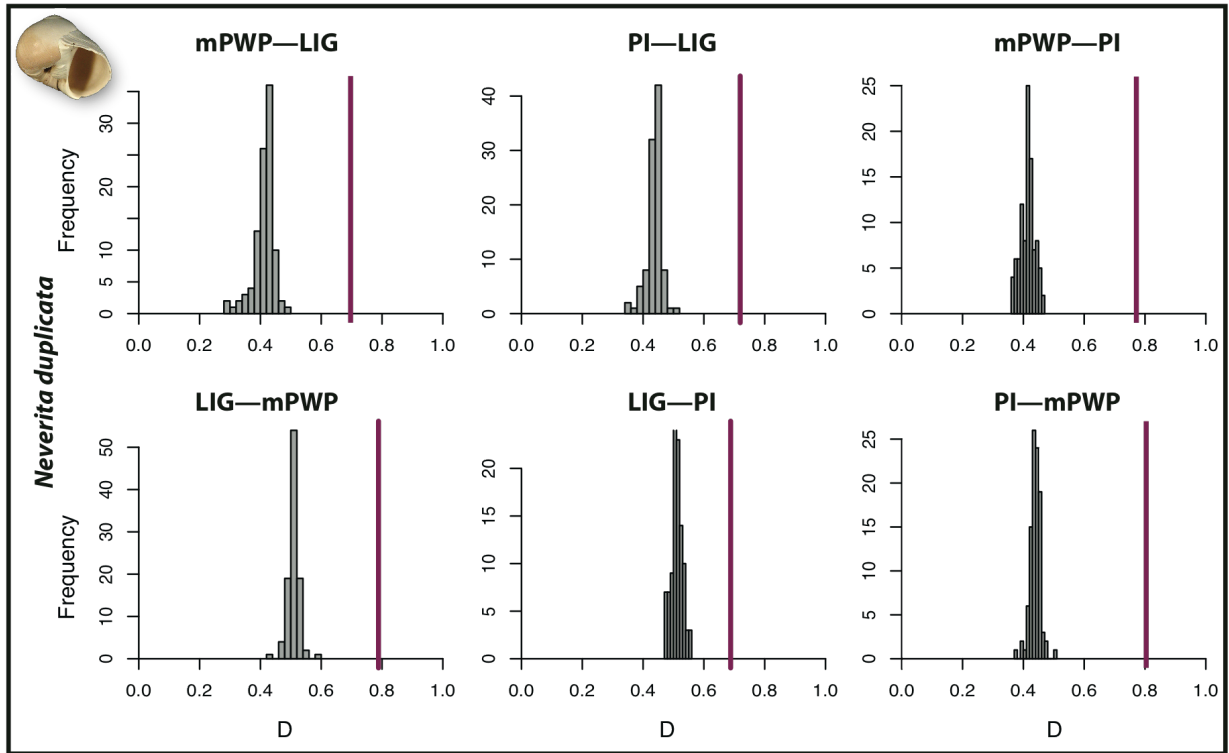 mPWP—LIG
PI—LIG
mPWP—PI
Neverita duplicata
Frequency
0 5 10 20 30
0.0 0.2 0.4 0.6 0.8 1.0
0 10 20 30 40
0.0 0.2 0.4 0.6 0.8 1.0
0 5 10 15 20 25
0.0 0.2 0.4 0.6 0.8 1.0
LIG—mPWP
LIG—PI
PI—mPWP
Frequency
0 10 20 30 40 50
0.0 0.2 0.4 0.6 0.8 1.0
D
0 5 10 15 20
0.0 0.2 0.4 0.6 0.8 1.0
D
0 5 10 15 20 25
0.0 0.2 0.4 0.6 0.8 1.0
D